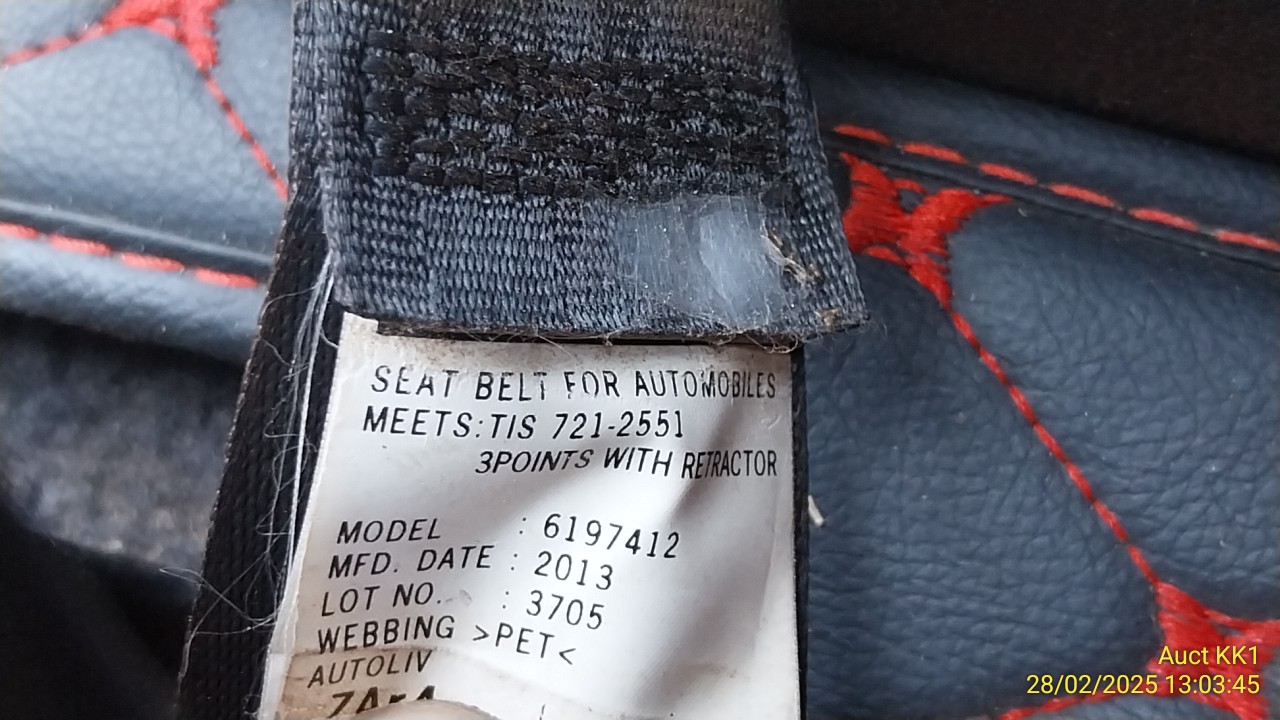 SEAT BELT FOR AUTOMOBILES
MEETS:TIS 721-2551
3POINTS WITH RETRACTOR
MODEL : 6197412
MFD. DATE : 2013
LOT NO. : 3705
WEBBING >PET<
AUTOLIV
Auct KK1
28/02/2025 13:03:45